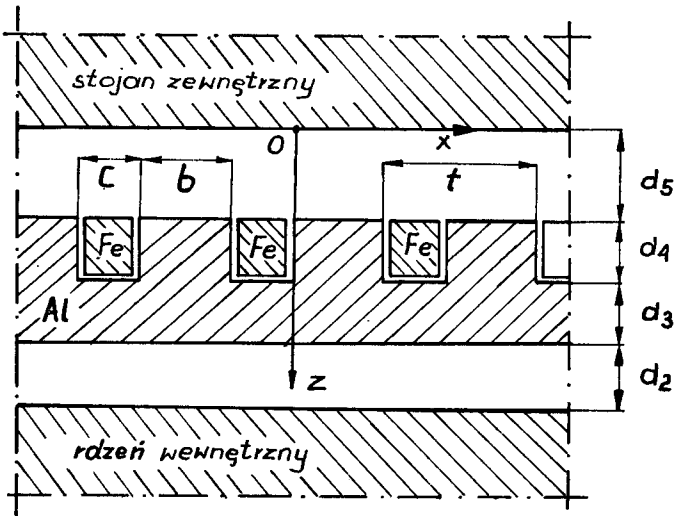 stojan zewnętrzny
O
x
c
b
t
d5
Fe
Fe
Fe
d4
Al
d3
z
d2
rdzeń wewnętrzny